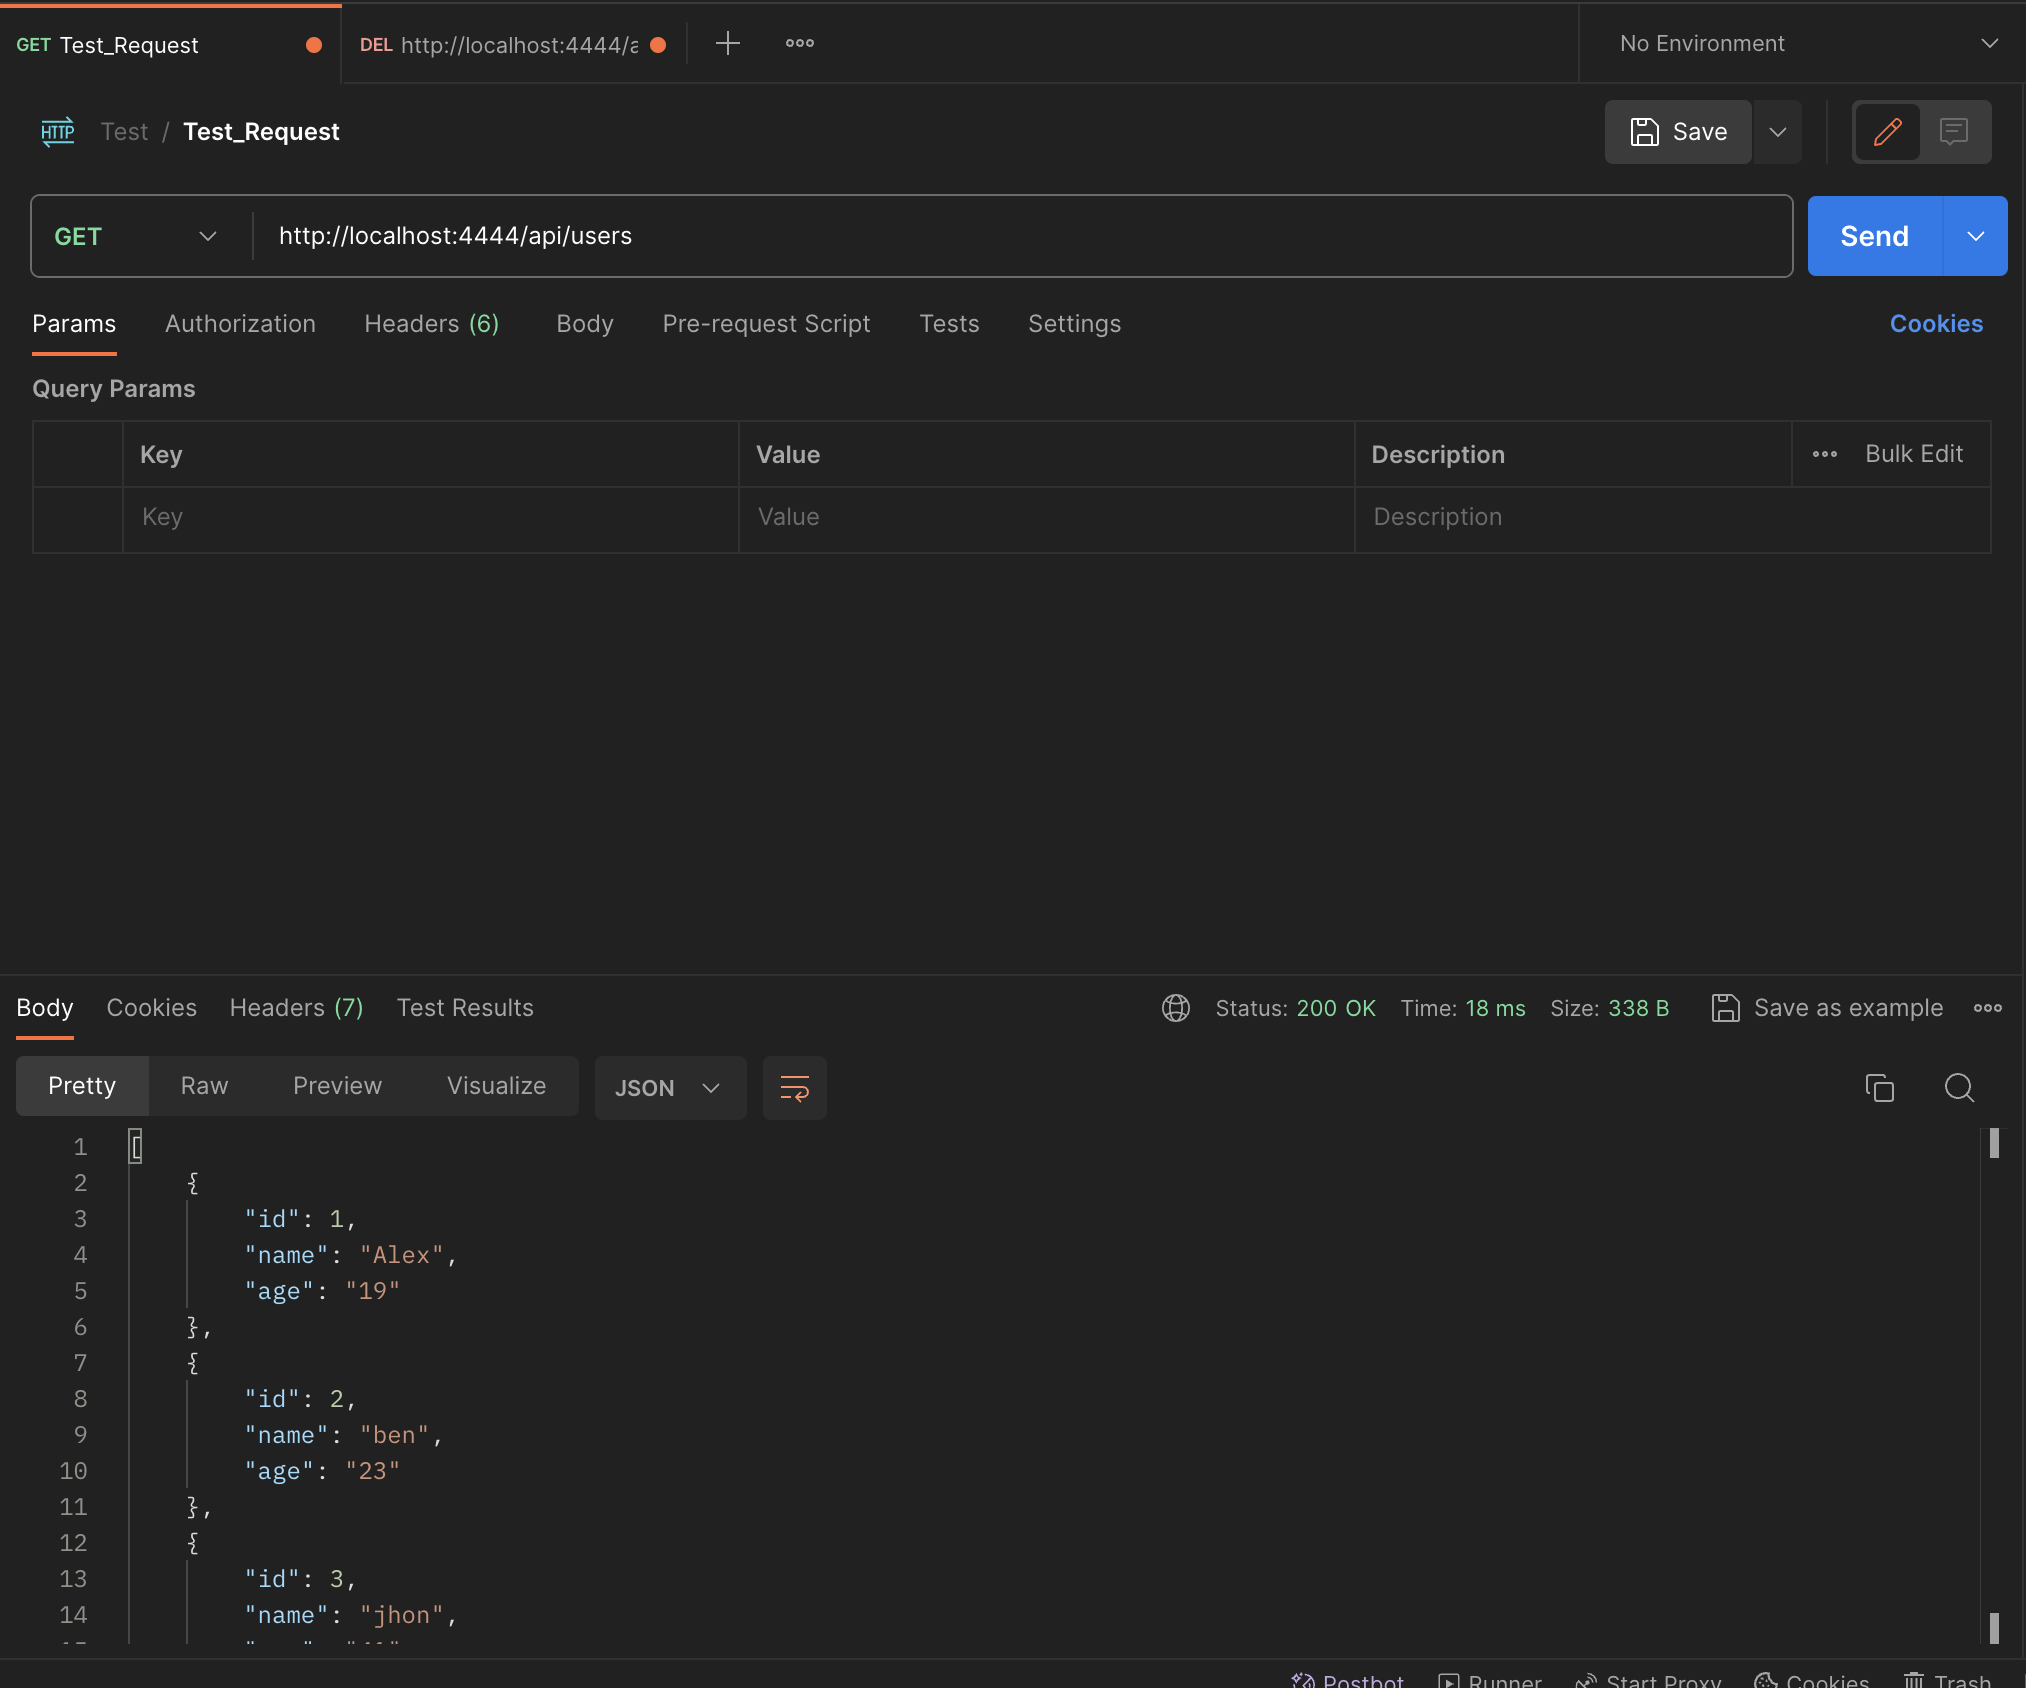 GET Test_Request
DEL http://localhost:4444/a
No Environment
HTTP Test / Test_Request
Save
GET http://localhost:4444/api/users
Send
Params Authorization Headers (6) Body Pre-request Script Tests Settings Cookies
Query Params
Key Value Description Bulk Edit
Key Value Description
Body Cookies Headers (7) Test Results
Status: 200 OK Time: 18 ms Size: 338 B Save as example
Pretty Raw Preview Visualize JSON
1 [
2 {
3 "id": 1,
4 "name": "Alex",
5 "age": "19"
6 },
7 {
8 "id": 2,
9 "name": "ben",
10 "age": "23"
11 },
12 {
13 "id": 3,
14 "name": "jhon",
Postbot Runner Start Proxy Cookies Trash